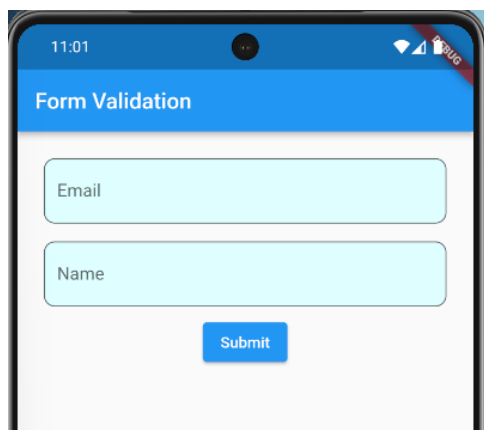 11:01
DEBUG
Form Validation
Email
Name
Submit